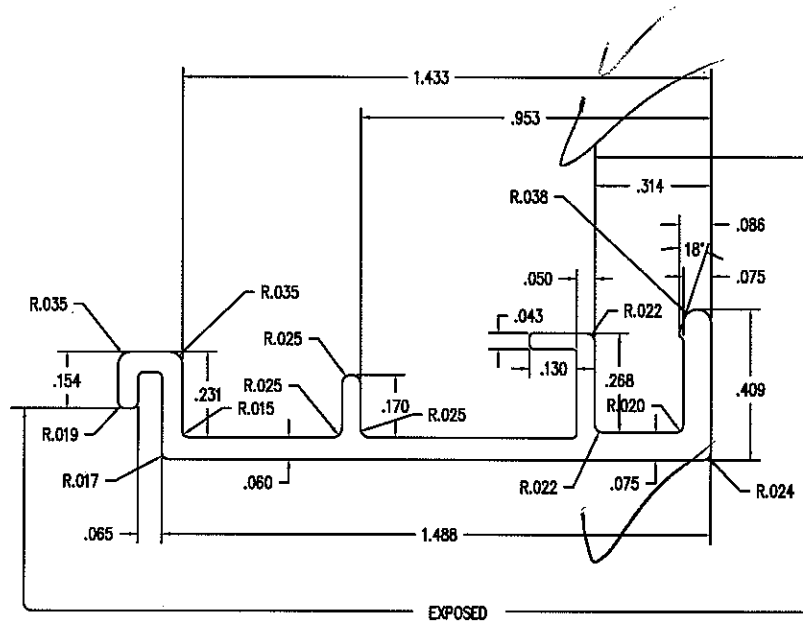 1.433
.953
.314
R.038
.086
18°
.075
.050
R.035
R.035
.043
R.022
R.025
.154
.231
R.025
.130
.268
.409
.170
R.025
R.020
R.015
R.019
R.017
.060
R.022
.075
R.024
.065
1.488
EXPOSED